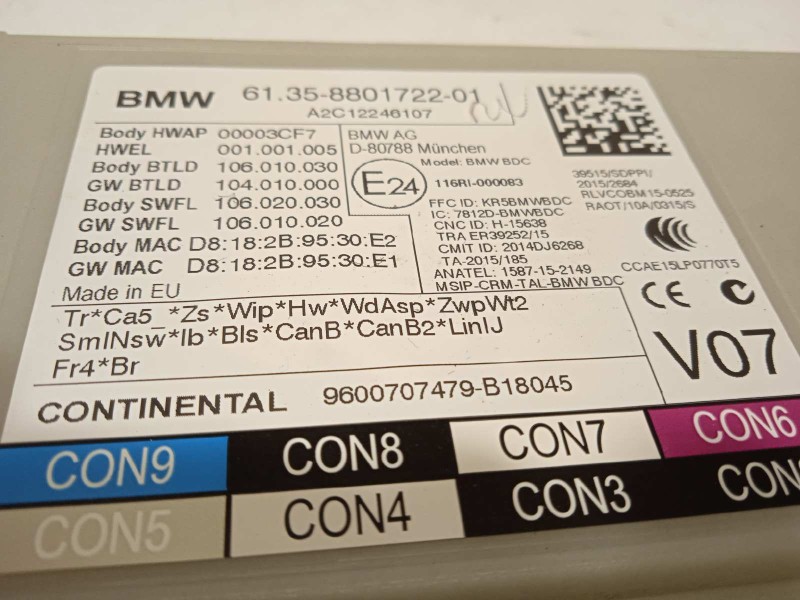 BMW 61.35-8801722-01
A2C12246107
Body HWAP 00003CF7
HWEL 001.001.005
Body BTLD 106.010.030
GW BTLD 104.010.000
Body SWFL 106.020.030
GW SWFL 106.010.020
Body MAC D8:18:2B:95:30:E2
GW MAC D8:18:2B:95:30:E1
Made in EU
BMW AG
D-80788 München
Model: BMW BDC
E24
116RI-000083
FFC ID: KR5BMWBDC
IC: 7812D-BMWBDC
CNC ID: H-15638
TRA ER39252/15
CMIT ID: 2014DJ6268
TA-2015/185
ANATEL: 1587-15-2149
MSIP-CRM-TAL-BMW BDC
39515/SDPPI/
2015/2684
RLVCOBM15-0525
RAOT/10A/0315/S
CCAE15LP0770T5
CE
Tr*Ca5_*Zs*Wip*Hw*WdAsp*ZwpWt2
SmlNsw*Ib*Bls*CanB*CanB2*LinIJ
Fr4*Br
V07
CONTINENTAL 9600707479-B18045
CON9 CON8 CON7 CON6
CON5 CON4 CON3